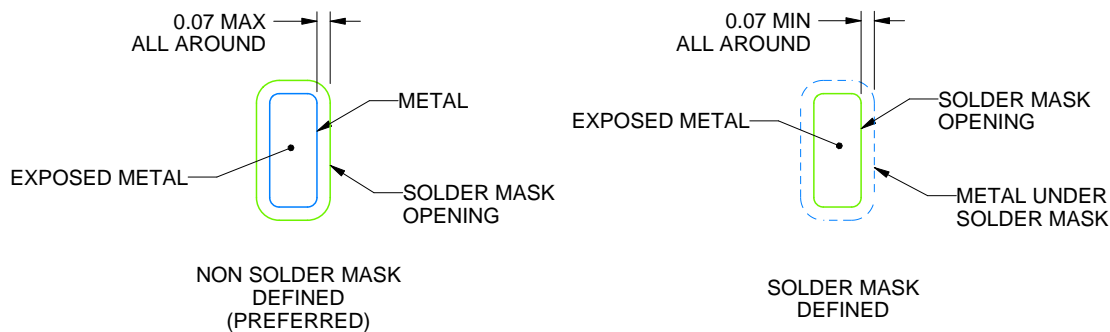 0.07 MAX
ALL AROUND
METAL
EXPOSED METAL
SOLDER MASK
OPENING
NON SOLDER MASK
DEFINED
(PREFERRED)
0.07 MIN
ALL AROUND
SOLDER MASK
OPENING
EXPOSED METAL
METAL UNDER
SOLDER MASK
SOLDER MASK
DEFINED